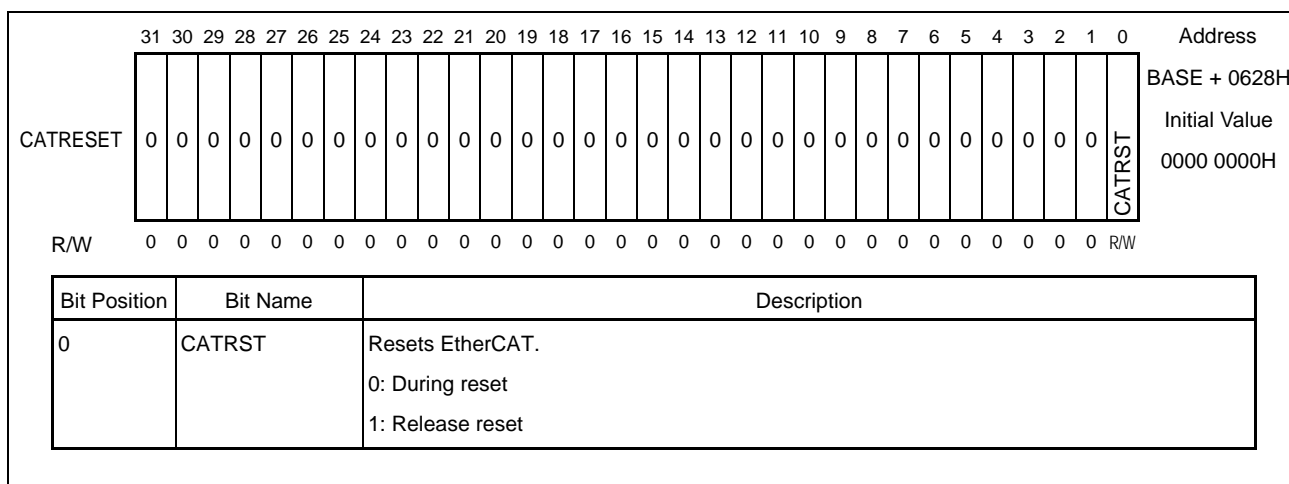 31 30 29 28 27 26 25 24 23 22 21 20 19 18 17 16 15 14 13 12 11 10 9 8 7 6 5 4 3 2 1 0 Address
BASE + 0628H
Initial Value
CATRESET 0 0 0 0 0 0 0 0 0 0 0 0 0 0 0 0 0 0 0 0 0 0 0 0 0 0 0 0 0 0 0 CATRST
0000 0000H
R/W 0 0 0 0 0 0 0 0 0 0 0 0 0 0 0 0 0 0 0 0 0 0 0 0 0 0 0 0 0 0 0 R/W
Bit Position Bit Name Description
0 CATRST Resets EtherCAT.
0: During reset
1: Release reset